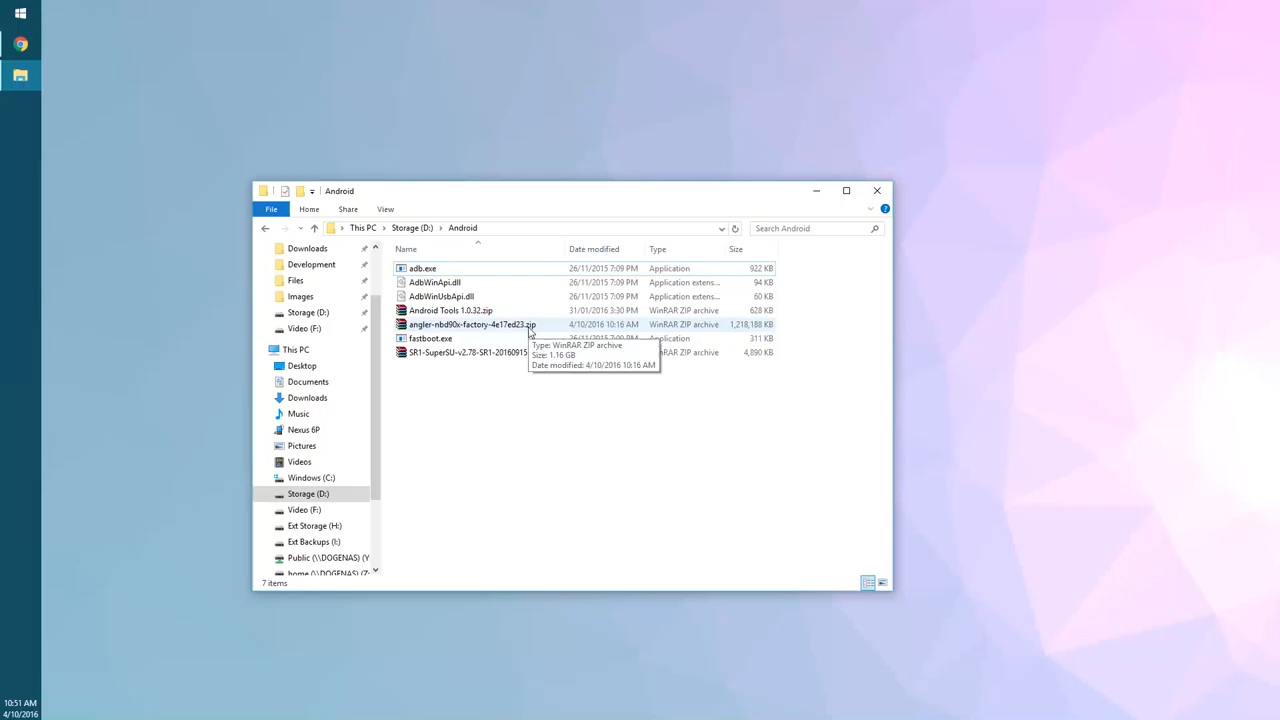 Android
File Home Share View
This PC Storage (D:) Android
Search Android
Name Date modified Type Size
Downloads
Development
Files
Images
Storage (D:)
Video (F:)
This PC
Desktop
Documents
Downloads
Music
Nexus 6P
Pictures
Videos
Windows (C:)
Storage (D:)
Video (F:)
Ext Storage (H:)
Ext Backups (I:)
Public (\\DOGENAS) (Y
home (\\DOGENAS) (Z:
adb.exe 26/11/2015 7:09 PM Application 922 KB
AdbWinApi.dll 26/11/2015 7:09 PM Application extens... 94 KB
AdbWinUsbApi.dll 26/11/2015 7:09 PM Application extens... 60 KB
Android Tools 1.0.32.zip 31/01/2016 3:30 PM WinRAR ZIP archive 628 KB
angler-nbd90x-factory-4e17ed23.zip 4/10/2016 10:16 AM WinRAR ZIP archive 1,218,188 KB
fastboot.exe 26/11/2015 7:09 PM Application 311 KB
SR1-SuperSU-v2.78-SR1-20160915 ZIP archive 4,890 KB
Type: WinRAR ZIP archive
Size: 1.16 GB
Date modified: 4/10/2016 10:16 AM
7 items
10:51 AM
4/10/2016